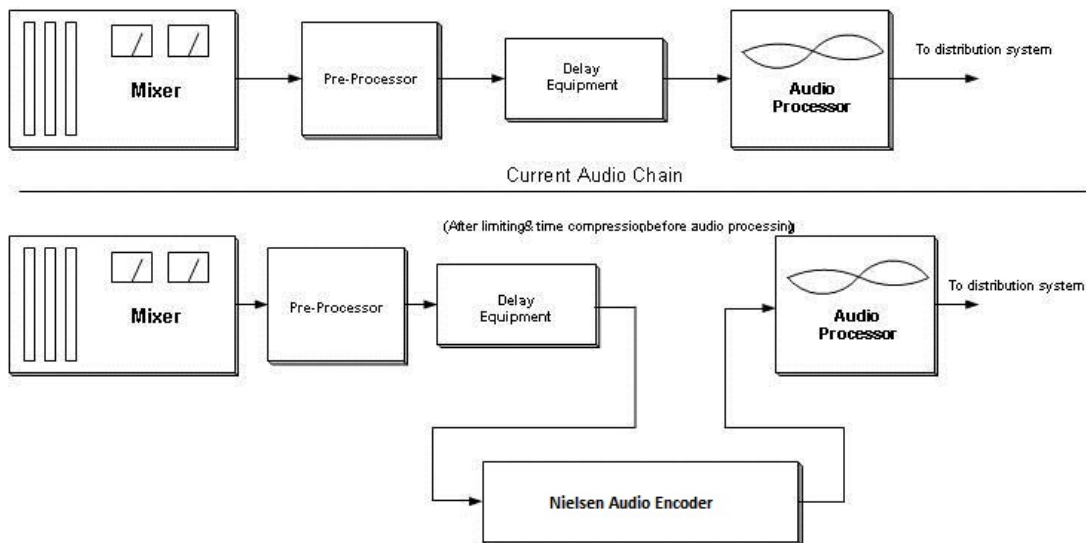 Mixer
Pre-Processor
Delay
Equipment
Audio
Processor
To distribution system
Current Audio Chain
(After limiting& time compression,before audio processing)
Mixer
Pre-Processor
Delay
Equipment
Audio
Processor
To distribution system
Nielsen Audio Encoder